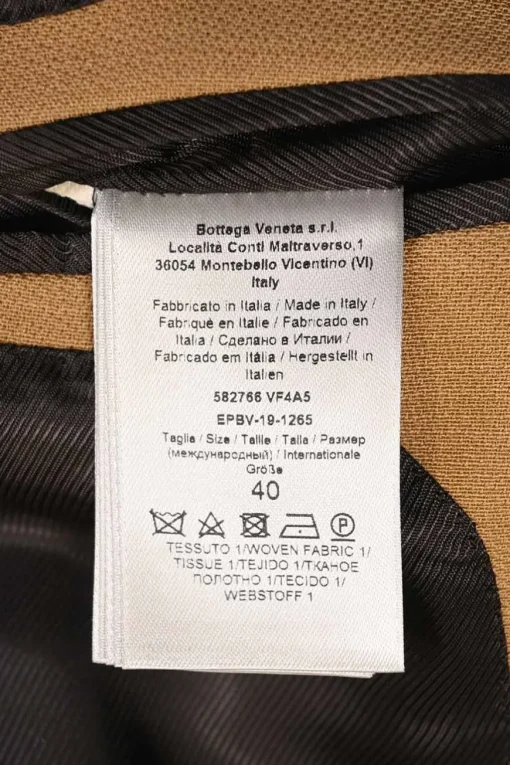 Bottega Veneta s.r.l.
Località Conti Maltraverso,1
36054 Montebello Vicentino (VI)
Italy
Fabbricato in Italia / Made in Italy /
Fabriqué en Italie / Fabricado en
Italia / Сделано в Италии /
Fabricado em Itália / Hergestellt in
Italien
582766 VF4A5
EPBV-19-1265
Taglia / Size / Taille / Talla / Размер
(международный) / Internationale
Größe
40
P
TESSUTO 1/WOVEN FABRIC 1/
TISSUE 1/TEJIDO 1/ТКАНОЕ
ПОЛОТНО 1/TECIDO 1/
WEBSTOFF 1